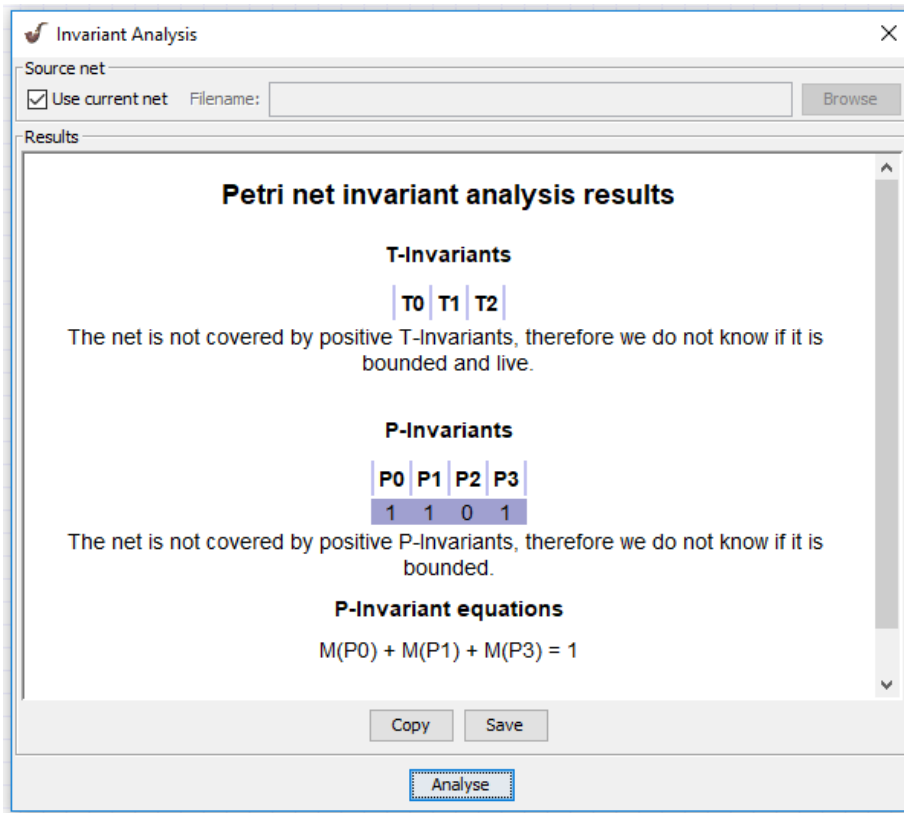 Invariant Analysis
Source net
Use current net Filename: Browse
Results
Petri net invariant analysis results
T-Invariants
T0 T1 T2
The net is not covered by positive T-Invariants, therefore we do not know if it is
bounded and live.
P-Invariants
P0 P1 P2 P3
1 1 0 1
The net is not covered by positive P-Invariants, therefore we do not know if it is
bounded.
P-Invariant equations
M(P0) + M(P1) + M(P3) = 1
Copy Save
Analyse